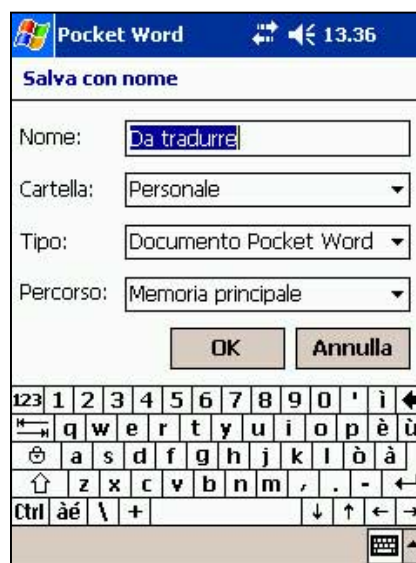 Pocket Word 13.36
Salva con nome
Nome: Da tradurre
Cartella: Personale
Tipo: Documento Pocket Word
Percorso: Memoria principale
OK Annulla
123 1 2 3 4 5 6 7 8 9 0 ' ì
q w e r t y u i o p è ù
a s d f g h j k l ò à
z x c v b n m , . -
Ctrl àé \ +